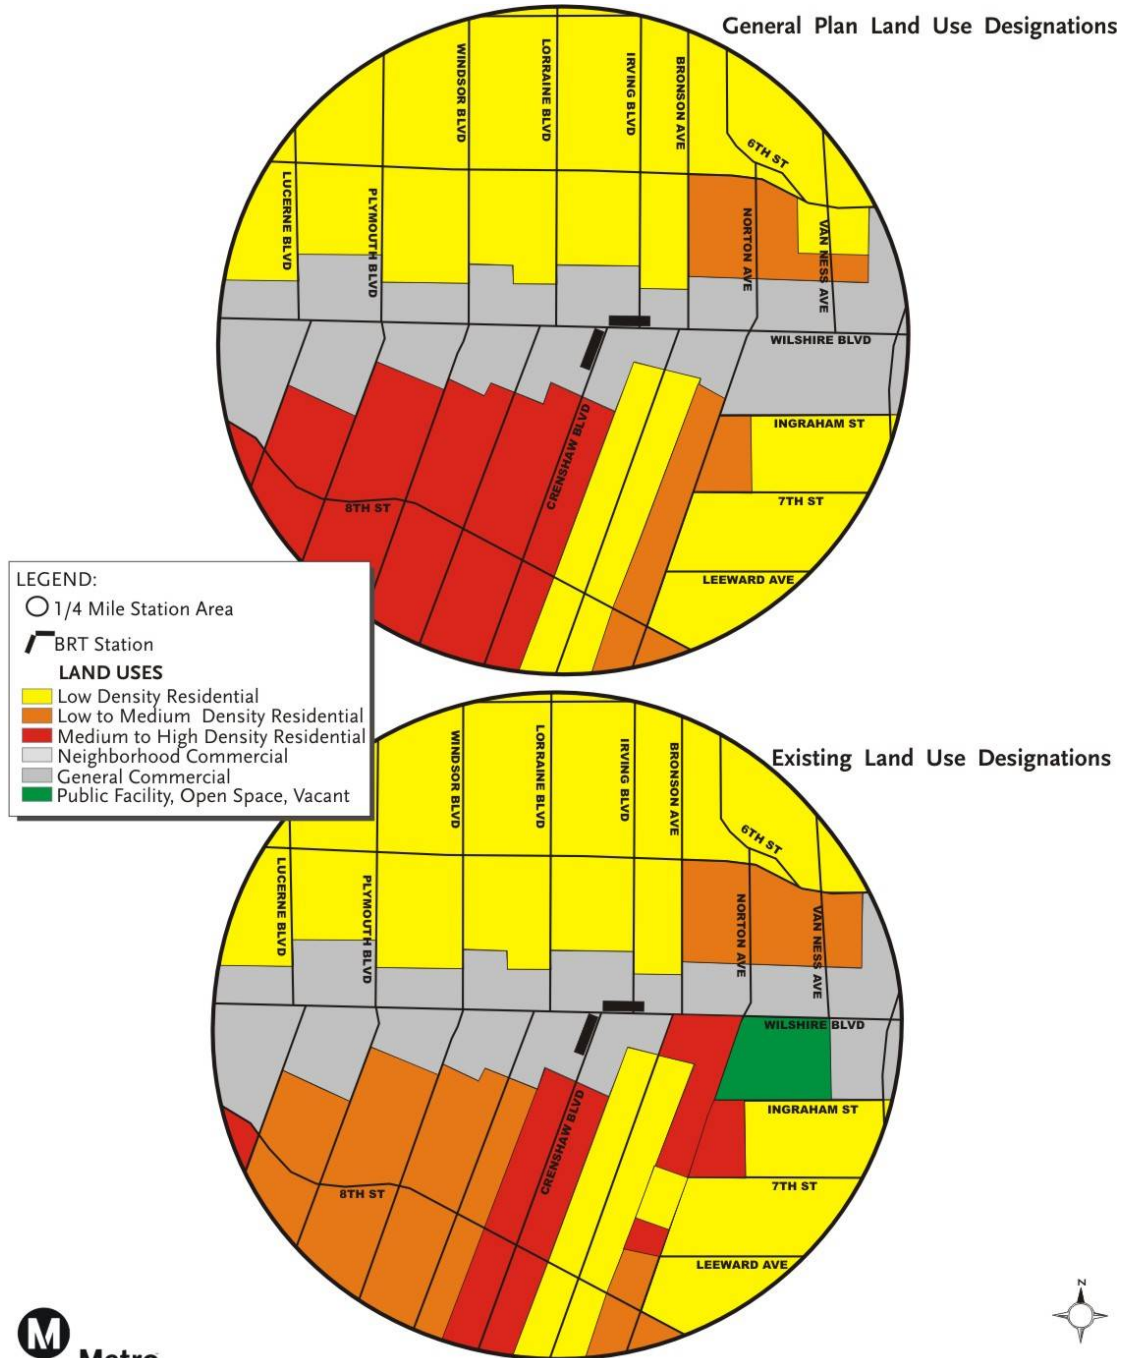 General Plan Land Use Designations
WINDSOR BLVD
LORRAINE BLVD
IRVING BLVD
BRONSON AVE
6TH ST
LUCERNE BLVD
PLYMOUTH BLVD
NORTON AVE
VAN NESS AVE
WILSHIRE BLVD
INGRAHAM ST
CRENSHAW BLVD
7TH ST
8TH ST
LEEWARD AVE
LEGEND:
1/4 Mile Station Area
BRT Station
LAND USES
Low Density Residential
Low to Medium Density Residential
Medium to High Density Residential
Neighborhood Commercial
General Commercial
Public Facility, Open Space, Vacant
Existing Land Use Designations
WINDSOR BLVD
LORRAINE BLVD
IRVING BLVD
BRONSON AVE
6TH ST
LUCERNE BLVD
PLYMOUTH BLVD
NORTON AVE
VAN NESS AVE
WILSHIRE BLVD
INGRAHAM ST
CRENSHAW BLVD
7TH ST
8TH ST
LEEWARD AVE
N
M
Metro